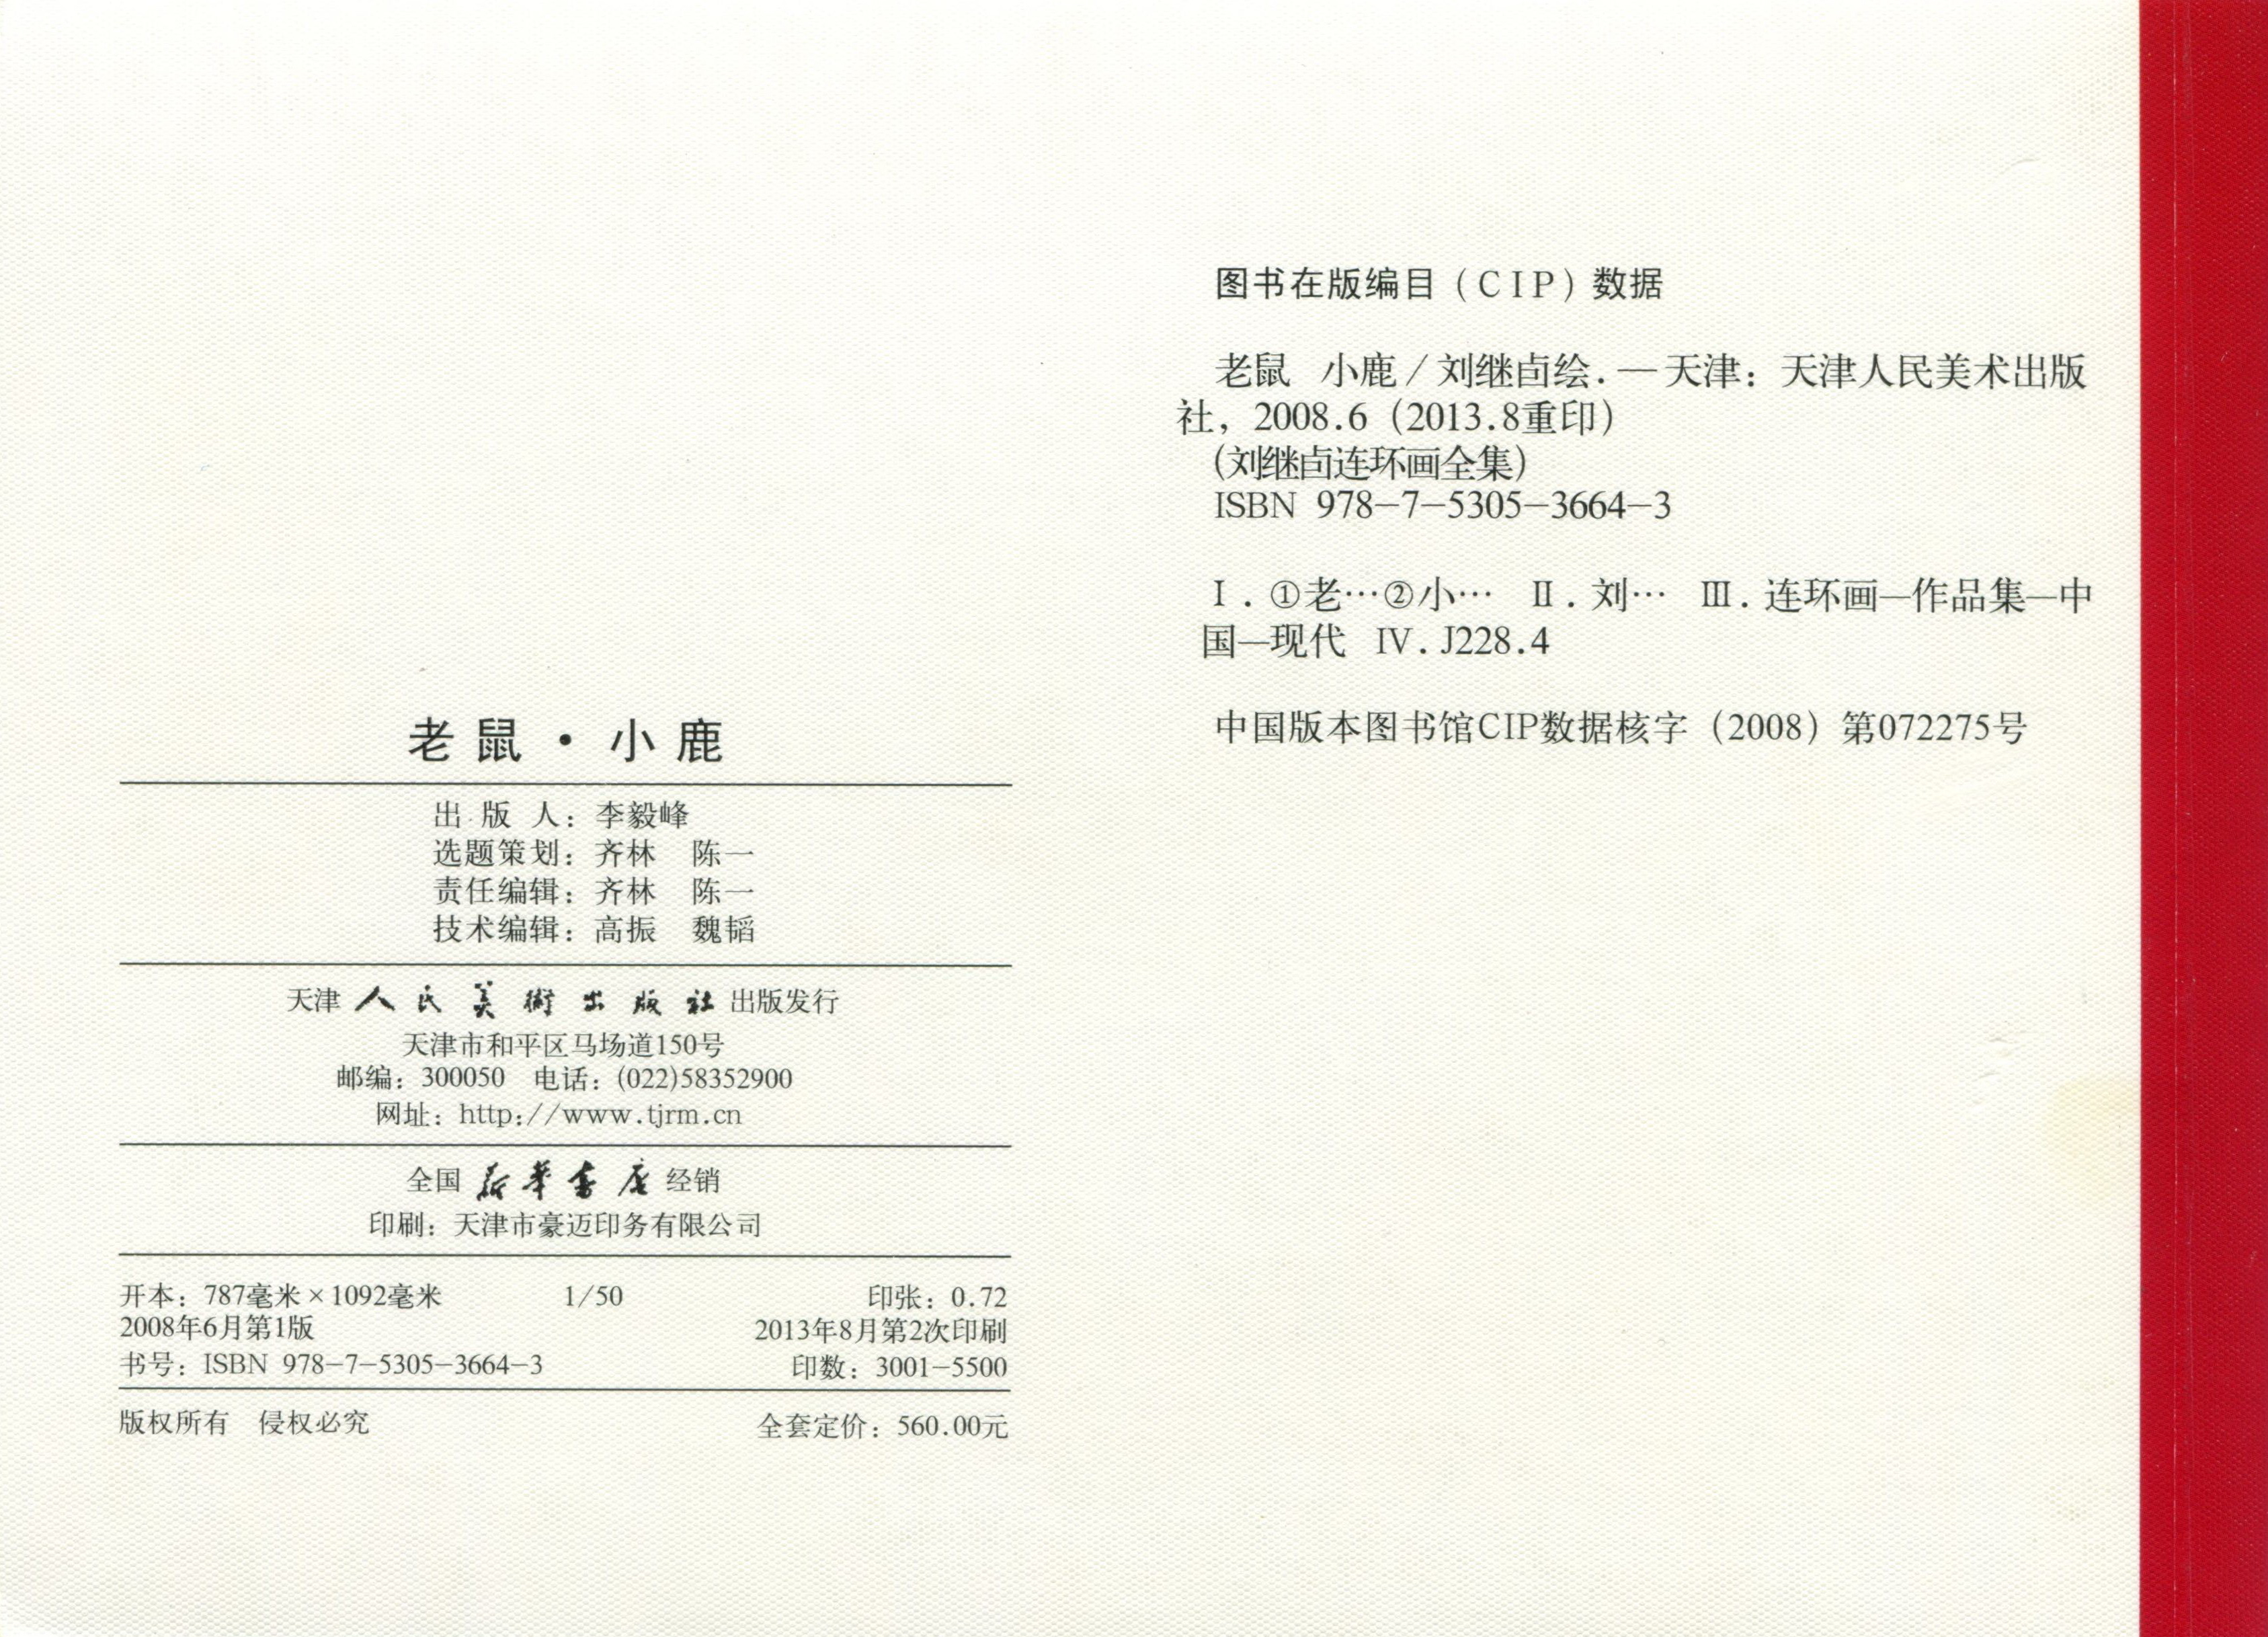 老鼠·小鹿
出版人：李毅峰
选题策划：齐林　陈一
责任编辑：齐林　陈一
技术编辑：高振　魏韬
天津人民美術出版社出版发行
天津市和平区马场道150号
邮编：300050　电话：(022)58352900
网址：http://www.tjrm.cn
全国新华书店经销
印刷：天津市豪迈印务有限公司
开本：787毫米×1092毫米　1/50　印张：0.72
2008年6月第1版　2013年8月第2次印刷
书号：ISBN 978-7-5305-3664-3　印数：3001-5500
版权所有　侵权必究　全套定价：560.00元
图书在版编目（CIP）数据
老鼠　小鹿／刘继卣绘.—天津：天津人民美术出版
社，2008.6（2013.8重印）
(刘继卣连环画全集)
ISBN 978-7-5305-3664-3
Ⅰ.①老…②小…　Ⅱ.刘…　Ⅲ.连环画—作品集—中
国—现代　Ⅳ.J228.4
中国版本图书馆CIP数据核字（2008）第072275号